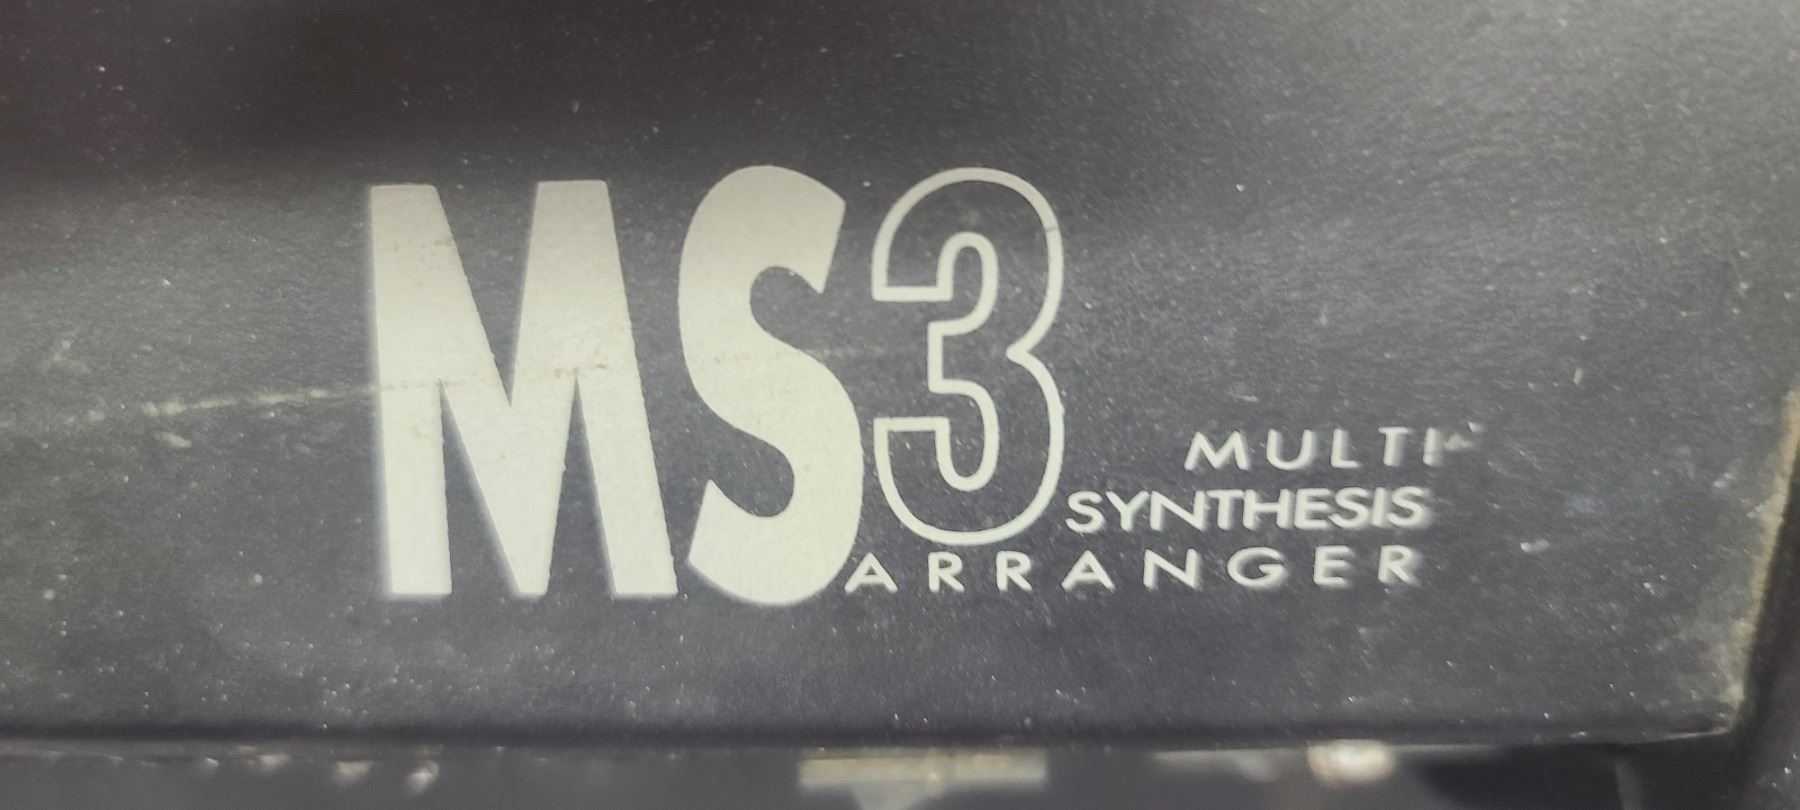 MS3
MULTI
SYNTHESIS
ARRANGER